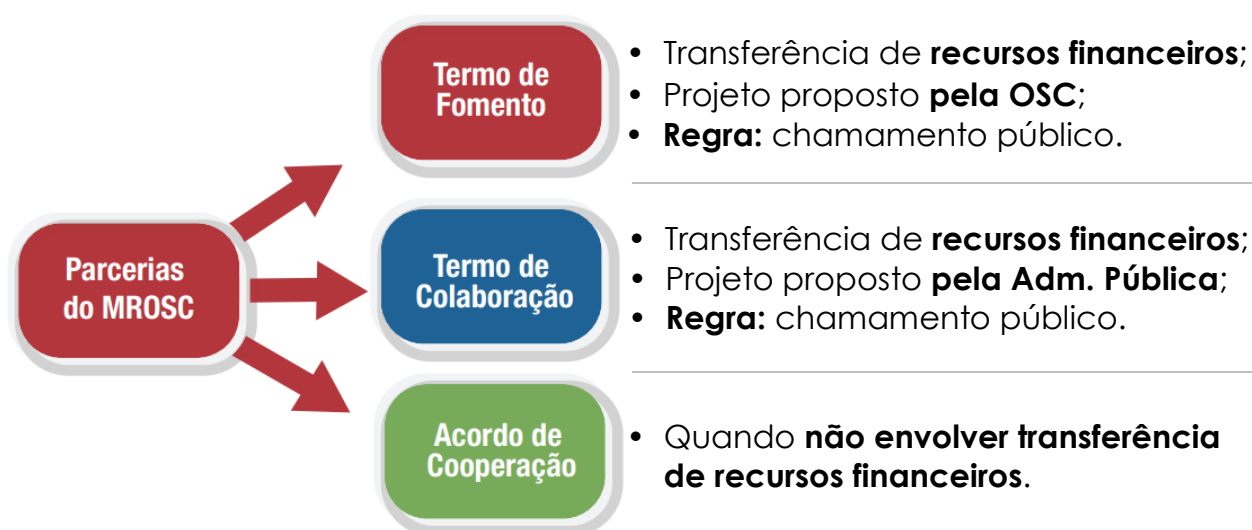 Parcerias
do MROSC
Termo de
Fomento
• Transferência de recursos financeiros;
• Projeto proposto pela OSC;
• Regra: chamamento público.
Termo de
Colaboração
• Transferência de recursos financeiros;
• Projeto proposto pela Adm. Pública;
• Regra: chamamento público.
Acordo de
Cooperação
• Quando não envolver transferência
de recursos financeiros.